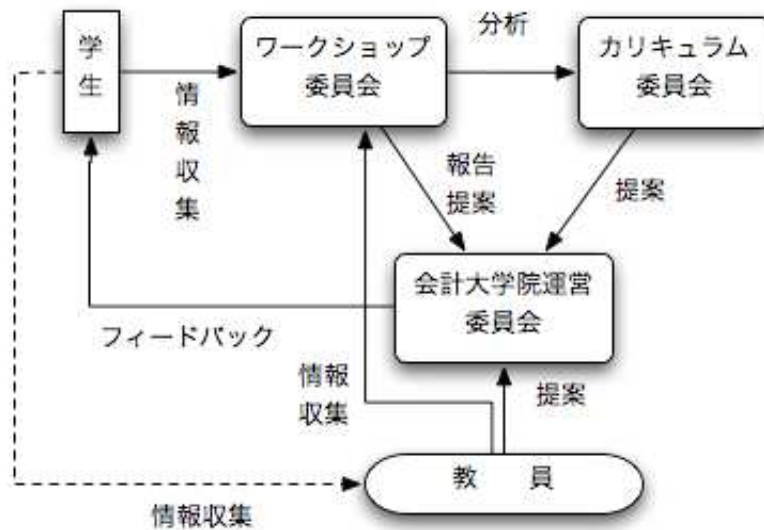 学
生
情
報
収
集
ワークショップ
委員会
分析
カリキュラム
委員会
報告
提案
提案
会計大学院運営
委員会
フィードバック
情報
収集
提案
教　員
情報収集